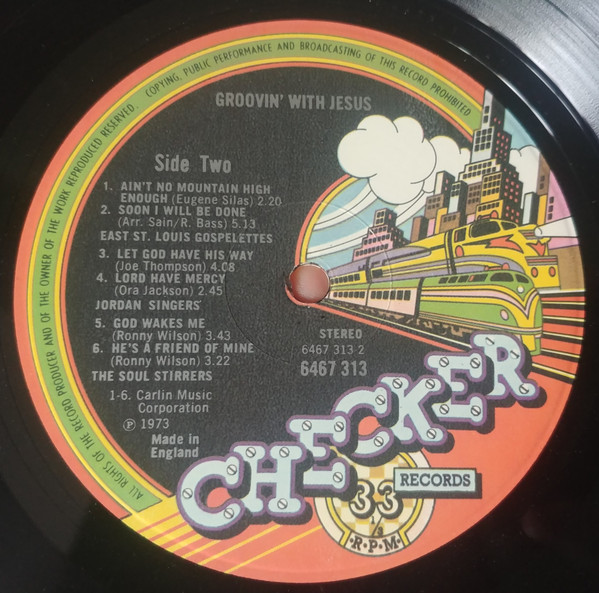 ALL RIGHTS OF THE RECORD PRODUCER AND OF THE OWNER OF THE WORK REPRODUCED RESERVED. COPYING, PUBLIC PERFORMANCE AND BROADCASTING OF THIS RECORD PROHIBITED
GROOVIN' WITH JESUS
Side Two
1. AIN'T NO MOUNTAIN HIGH
ENOUGH (Eugene Silas) 2.20
2. SOON I WILL BE DONE
(Arr. Sain/R. Bass) 5.13
EAST ST. LOUIS GOSPELETTES
3. LET GOD HAVE HIS WAY
(Joe Thompson) 4.08
4. LORD HAVE MERCY
(Ora Jackson) 2.45
JORDAN SINGERS
5. GOD WAKES ME
(Ronny Wilson) 3.43
6. HE'S A FRIEND OF MINE
(Ronny Wilson) 3.22
THE SOUL STIRRERS
1-6. Carlin Music
Corporation
℗ 1973
Made in
England
STEREO
6467 313 2
6467 313
CHECKER
RECORDS
33 1/3
R·P·M·